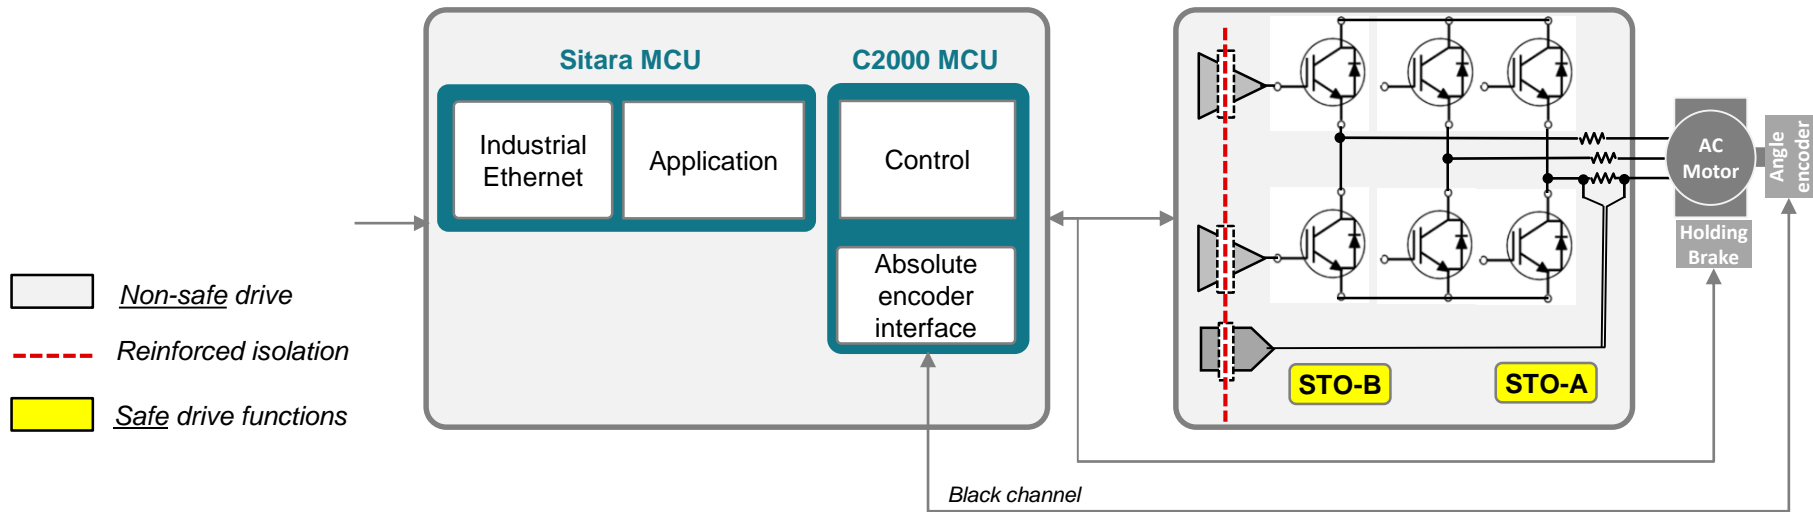 Sitara MCU
C2000 MCU
Industrial
Ethernet
Application
Control
Absolute
encoder
interface
AC
Motor
Angle
encoder
Holding
Brake
Non-safe drive
Reinforced isolation
Safe drive functions
STO-B
STO-A
Black channel